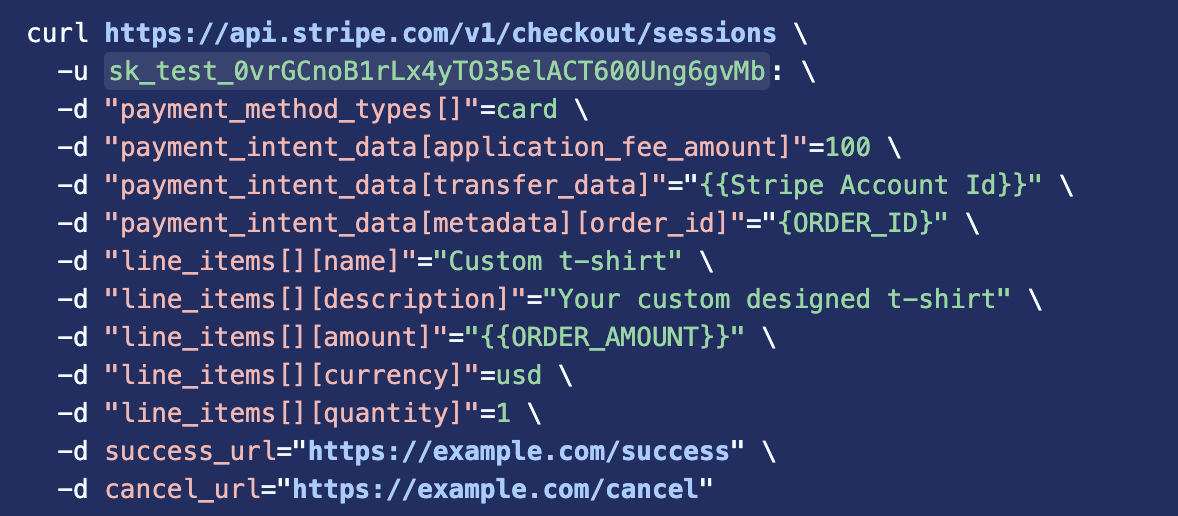 curl https://api.stripe.com/v1/checkout/sessions \
-u sk_test_0vrGCnoB1rLx4yTO35elACT600Ung6gvMb: \
-d "payment_method_types[]"=card \
-d "payment_intent_data[application_fee_amount]"=100 \
-d "payment_intent_data[transfer_data]"="{{Stripe Account Id}}" \
-d "payment_intent_data[metadata][order_id]"="{ORDER_ID}" \
-d "line_items[][name]"="Custom t-shirt" \
-d "line_items[][description]"="Your custom designed t-shirt" \
-d "line_items[][amount]"="{{ORDER_AMOUNT}}" \
-d "line_items[][currency]"=usd \
-d "line_items[][quantity]"=1 \
-d success_url="https://example.com/success" \
-d cancel_url="https://example.com/cancel"